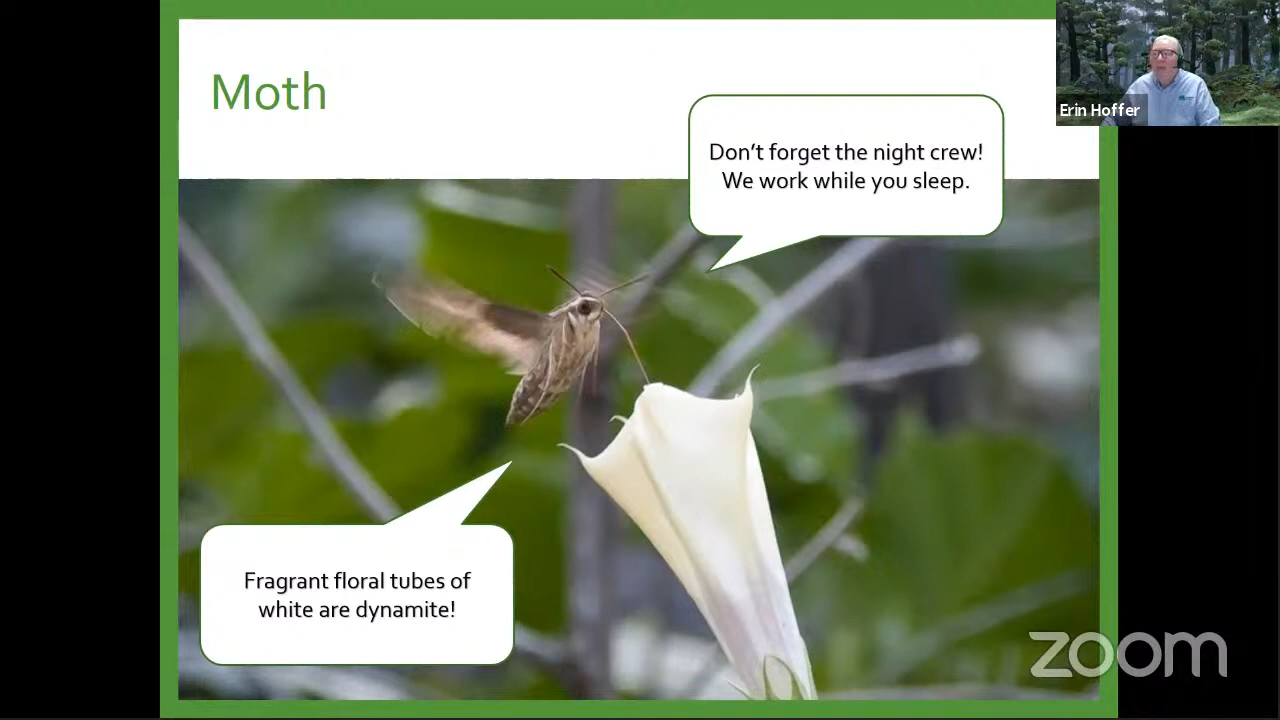 Moth
Don't forget the night crew!
We work while you sleep.
Erin Hoffer
Fragrant floral tubes of
white are dynamite!
zoom